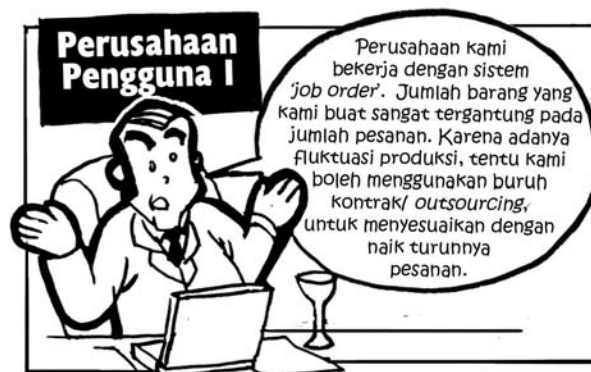 Perusahaan
Pengguna I
Perusahaan kami
bekerja dengan sistem
'job order'. Jumlah barang yang
kami buat sangat tergantung pada
jumlah pesanan. Karena adanya
fluktuasi produksi, tentu kami
boleh menggunakan buruh
kontrak/ outsourcing,
untuk menyesuaikan dengan
naik turunnya
pesanan.